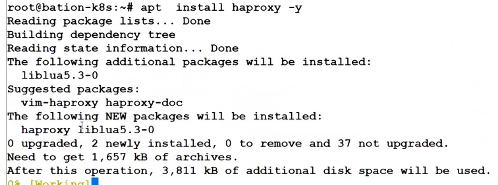 root@bation-k8s:~# apt  install haproxy -y
Reading package lists... Done
Building dependency tree
Reading state information... Done
The following additional packages will be installed:
  liblua5.3-0
Suggested packages:
  vim-haproxy haproxy-doc
The following NEW packages will be installed:
  haproxy liblua5.3-0
0 upgraded, 2 newly installed, 0 to remove and 37 not upgraded.
Need to get 1,657 kB of archives.
After this operation, 3,811 kB of additional disk space will be used.
0% [Working]